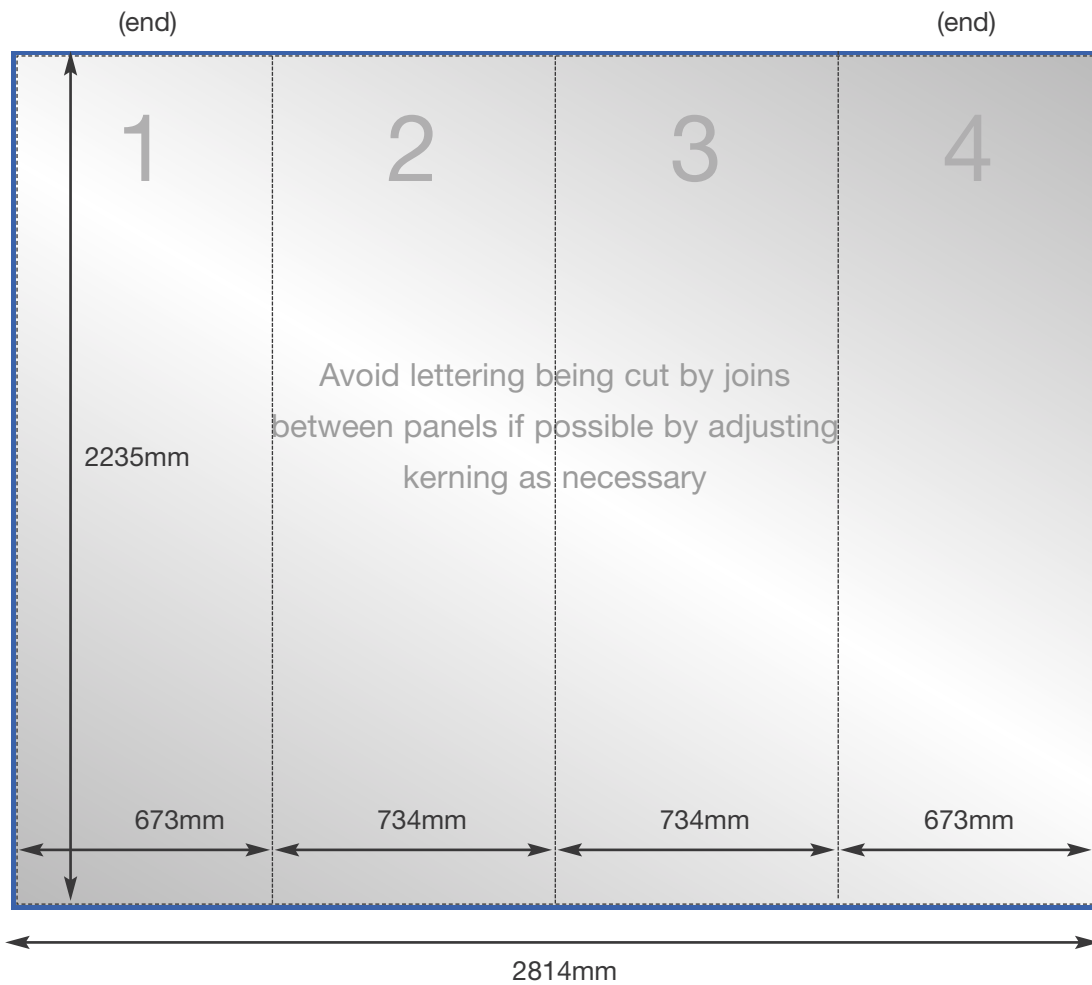 (end) (end)
1 2 3 4
Avoid lettering being cut by joins
between panels if possible by adjusting
kerning as necessary
2235mm
673mm 734mm 734mm 673mm
2814mm